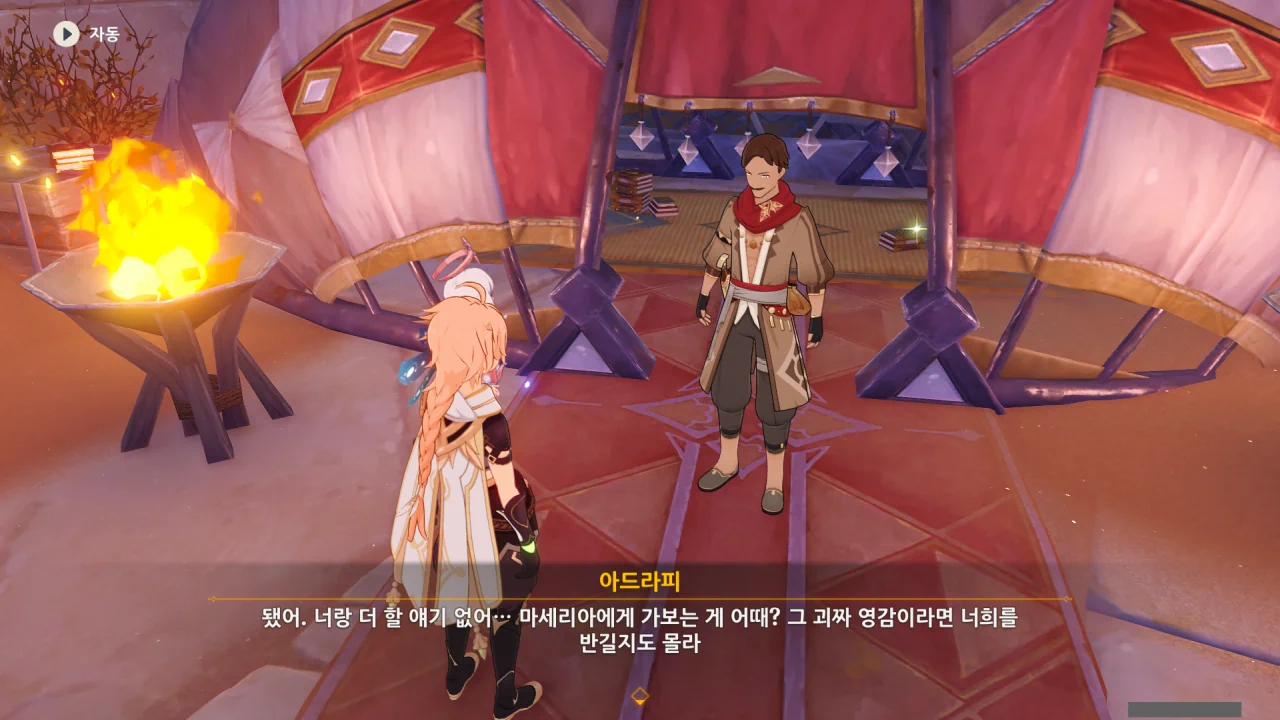 자동
아드라피
됐어. 너랑 더 할 얘기 없어… 마세리아에게 가보는 게 어때? 그 괴짜 영감이라면 너희를
반길지도 몰라